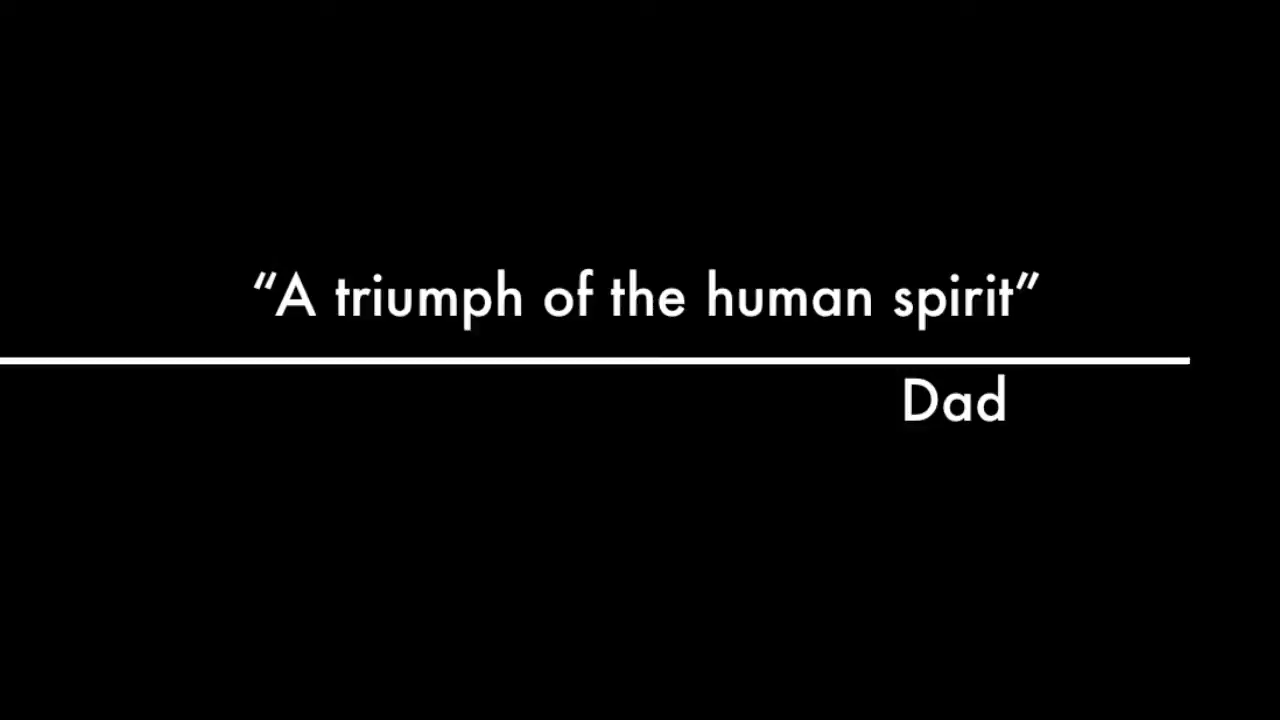 “A triumph of the human spirit”
Dad